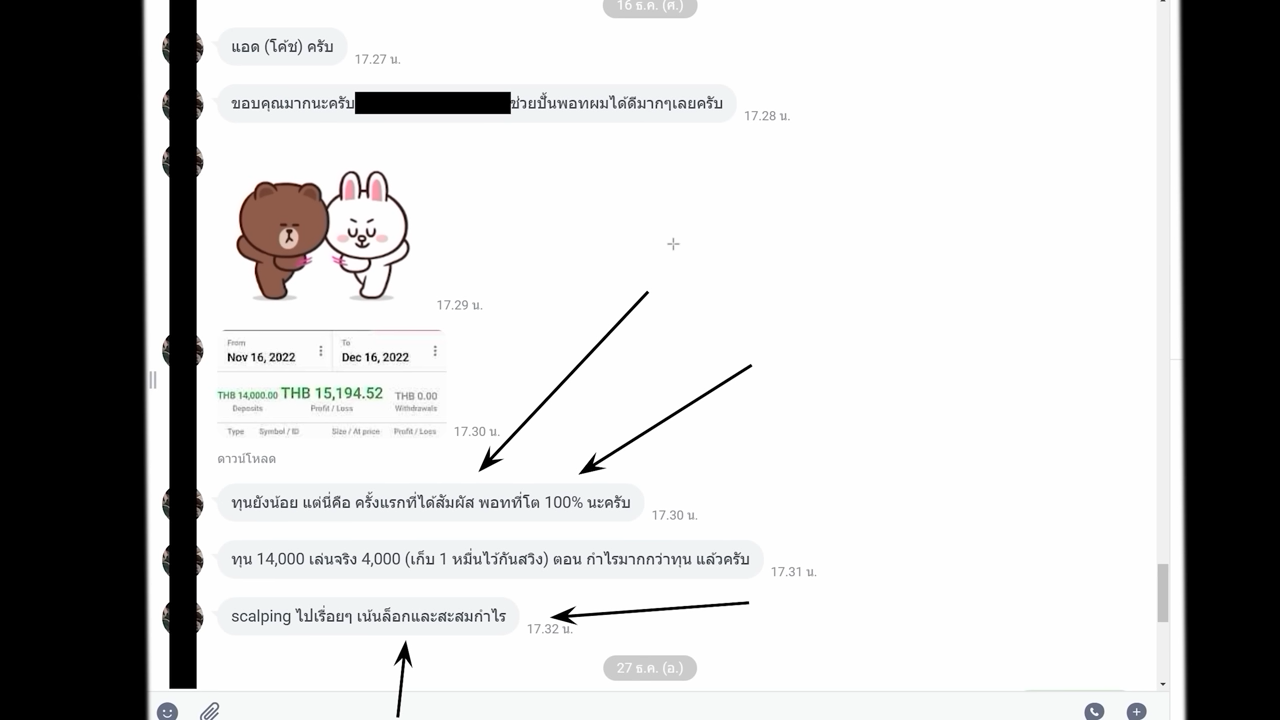 16 ธ.ค. (ศ.)
แอด (โค้ช) ครับ
17.27 น.
ขอบคุณมากนะครับ ช่วยปั้นพอทผมได้ดีมากๆเลยครับ
17.28 น.
17.29 น.
From To
Nov 16, 2022 Dec 16, 2022
THB 14,000.00 THB 15,194.52 THB 0.00
Deposits Profit / Loss Withdrawals
Type Symbol / ID Size / At price Profit / Loss
17.30 น.
ดาวน์โหลด
ทุนยังน้อย แต่นี่คือ ครั้งแรกที่ได้สัมผัส พอทที่โต 100% นะครับ
17.30 น.
ทุน 14,000 เล่นจริง 4,000 (เก็บ 1 หมื่นไว้กันสวิง) ตอน กำไรมากกว่าทุน แล้วครับ
17.31 น.
scalping ไปเรื่อยๆ เน้นล็อกและสะสมกำไร
17.32 น.
27 ธ.ค. (อ.)